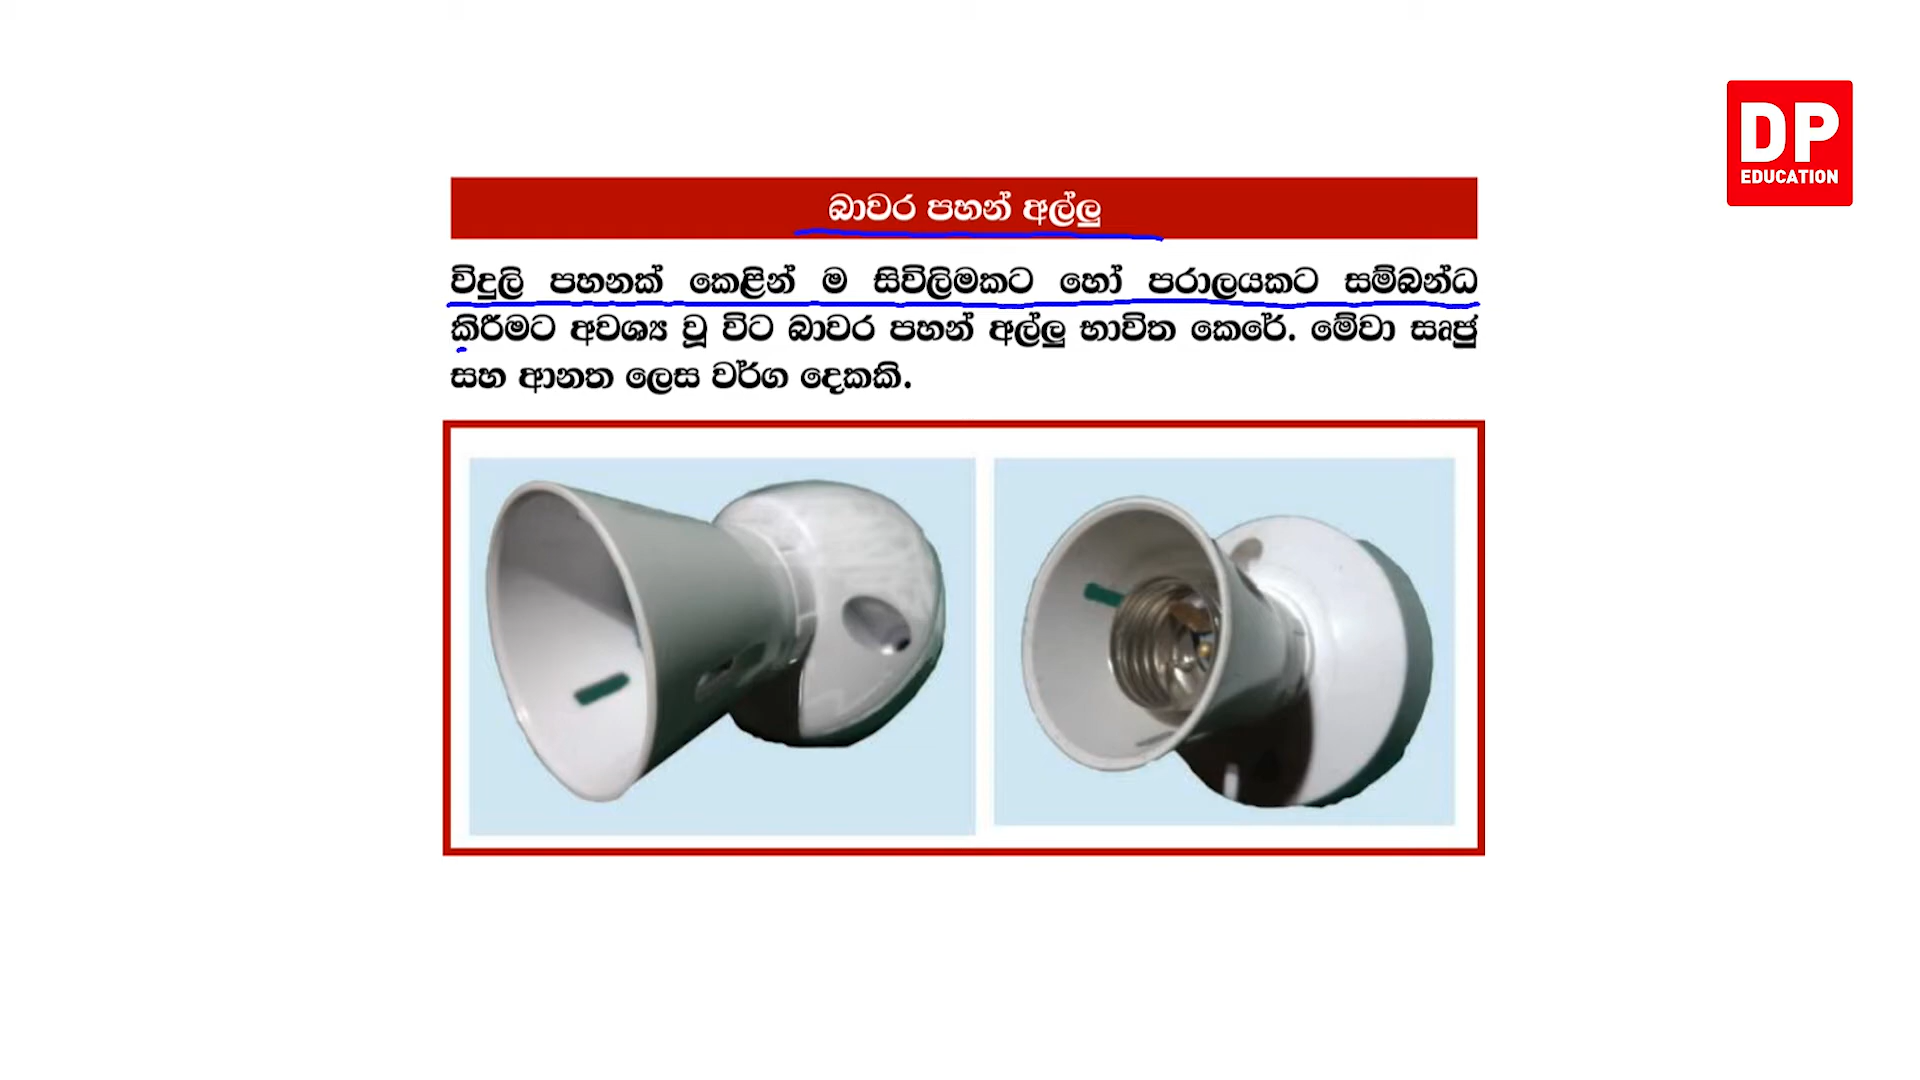 DP
EDUCATION
බාවර පහන් අල්ලු
විදුලි පහනක් කෙළින් ම සිවිලිමකට හෝ පරාලයකට සම්බන්ධ
කිරීමට අවශ්‍ය වූ විට බාවර පහන් අල්ලු භාවිත කෙරේ. මේවා සෘජු
සහ ආනත ලෙස වර්ග දෙකකි.